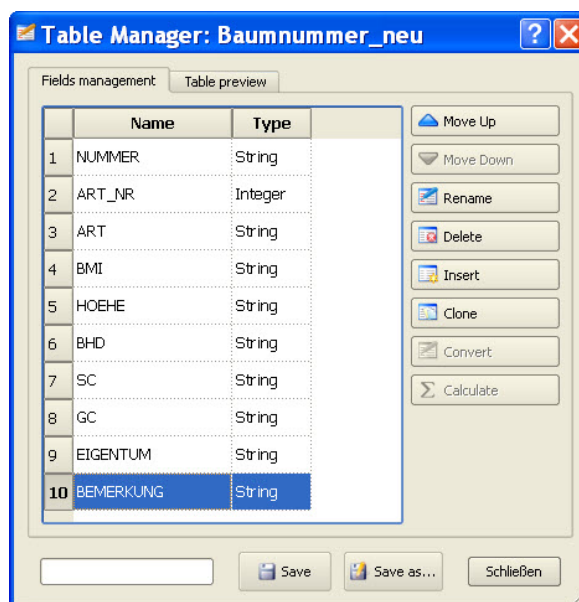 Table Manager: Baumnummer_neu
Fields management Table preview
Name Type
1 NUMMER String
2 ART_NR Integer
3 ART String
4 BMI String
5 HOEHE String
6 BHD String
7 SC String
8 GC String
9 EIGENTUM String
10 BEMERKUNG String
Move Up
Move Down
Rename
Delete
Insert
Clone
Convert
Calculate
Save Save as... Schließen